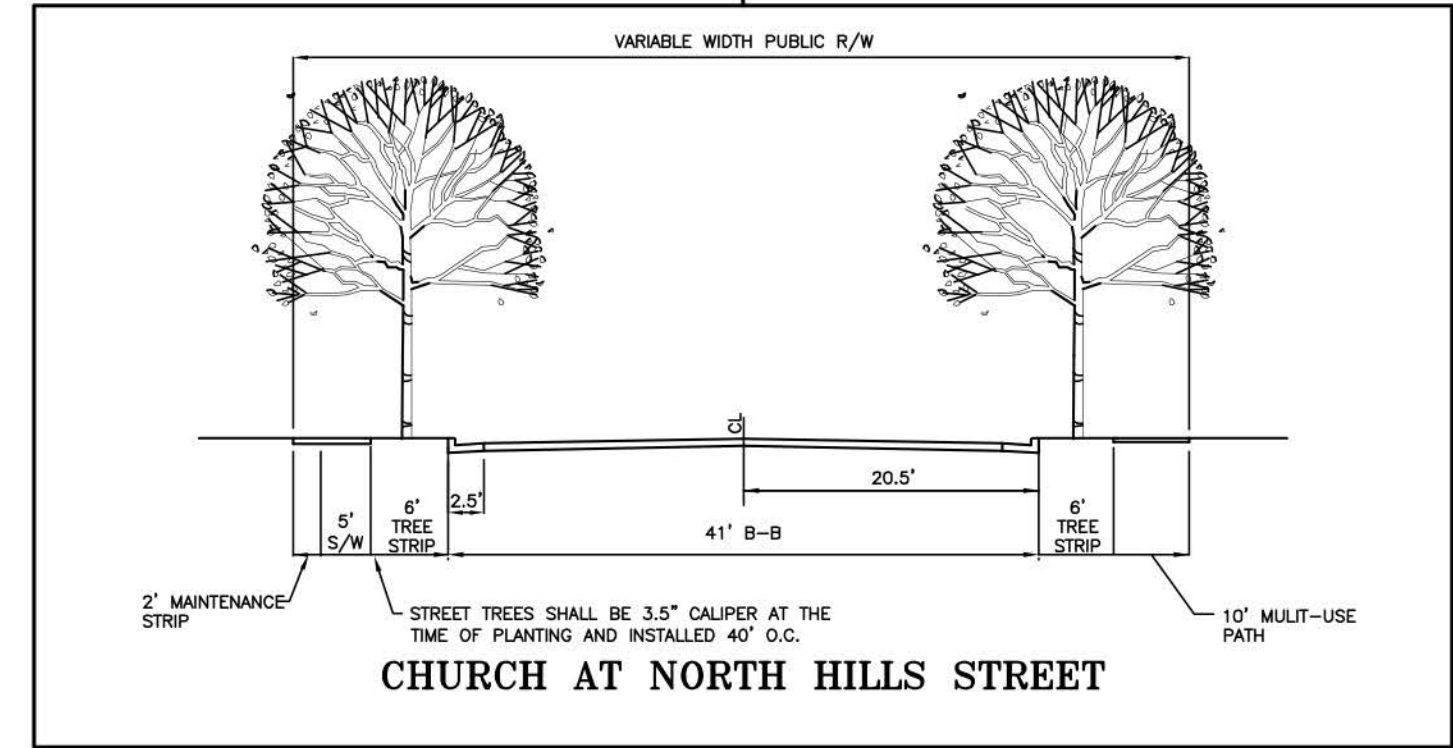 VARIABLE WIDTH PUBLIC R/W
CL
20.5'
2.5'
5'
S/W
6'
TREE
STRIP
41' B-B
6'
TREE
STRIP
2' MAINTENANCE
STRIP
STREET TREES SHALL BE 3.5" CALIPER AT THE
TIME OF PLANTING AND INSTALLED 40' O.C.
10' MULIT-USE
PATH
CHURCH AT NORTH HILLS STREET